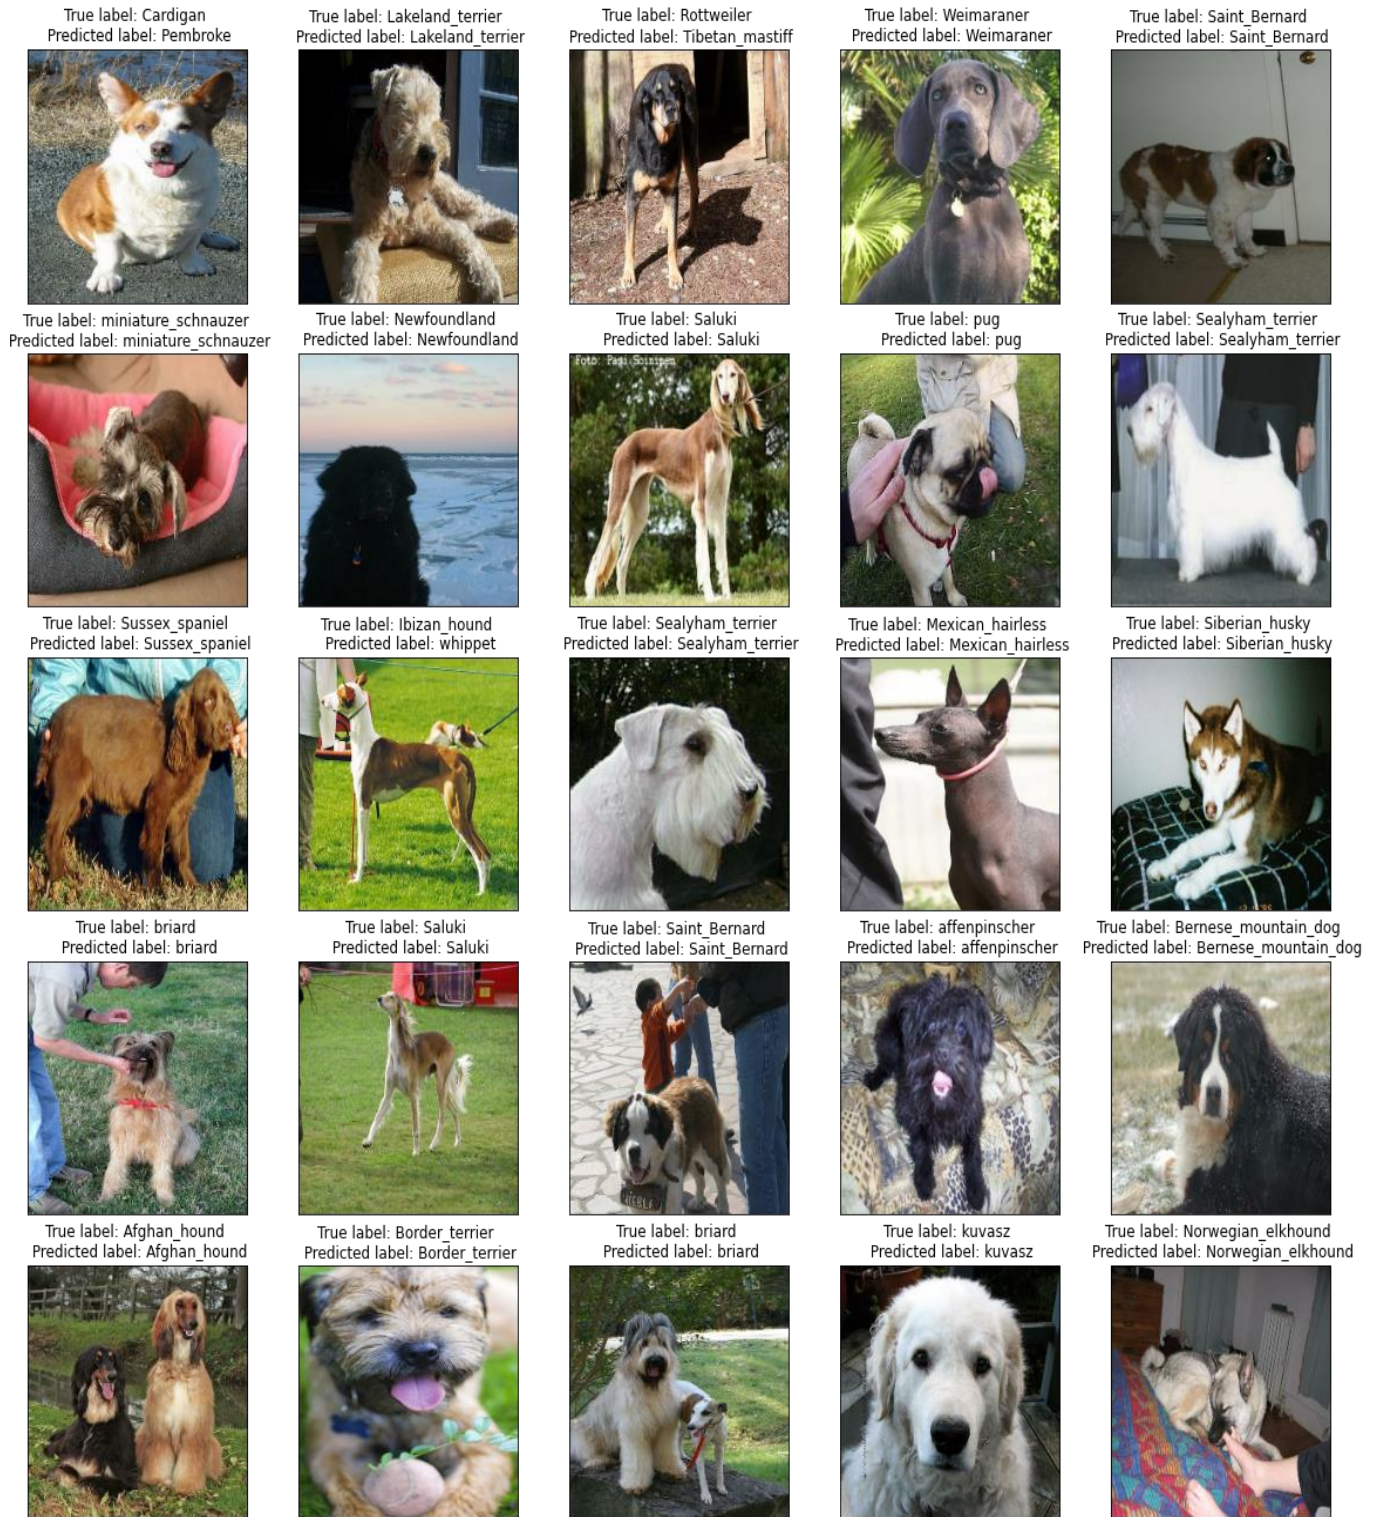 True label: Cardigan
Predicted label: Pembroke
True label: Lakeland_terrier
Predicted label: Lakeland_terrier
True label: Rottweiler
Predicted label: Tibetan_mastiff
True label: Weimaraner
Predicted label: Weimaraner
True label: Saint_Bernard
Predicted label: Saint_Bernard
True label: miniature_schnauzer
Predicted label: miniature_schnauzer
True label: Newfoundland
Predicted label: Newfoundland
True label: Saluki
Predicted label: Saluki
Foto: Pasi Soininen
True label: pug
Predicted label: pug
True label: Sealyham_terrier
Predicted label: Sealyham_terrier
True label: Sussex_spaniel
Predicted label: Sussex_spaniel
True label: Ibizan_hound
Predicted label: whippet
True label: Sealyham_terrier
Predicted label: Sealyham_terrier
True label: Mexican_hairless
Predicted label: Mexican_hairless
True label: Siberian_husky
Predicted label: Siberian_husky
True label: briard
Predicted label: briard
True label: Saluki
Predicted label: Saluki
True label: Saint_Bernard
Predicted label: Saint_Bernard
True label: affenpinscher
Predicted label: affenpinscher
True label: Bernese_mountain_dog
Predicted label: Bernese_mountain_dog
True label: Afghan_hound
Predicted label: Afghan_hound
True label: Border_terrier
Predicted label: Border_terrier
True label: briard
Predicted label: briard
True label: kuvasz
Predicted label: kuvasz
True label: Norwegian_elkhound
Predicted label: Norwegian_elkhound